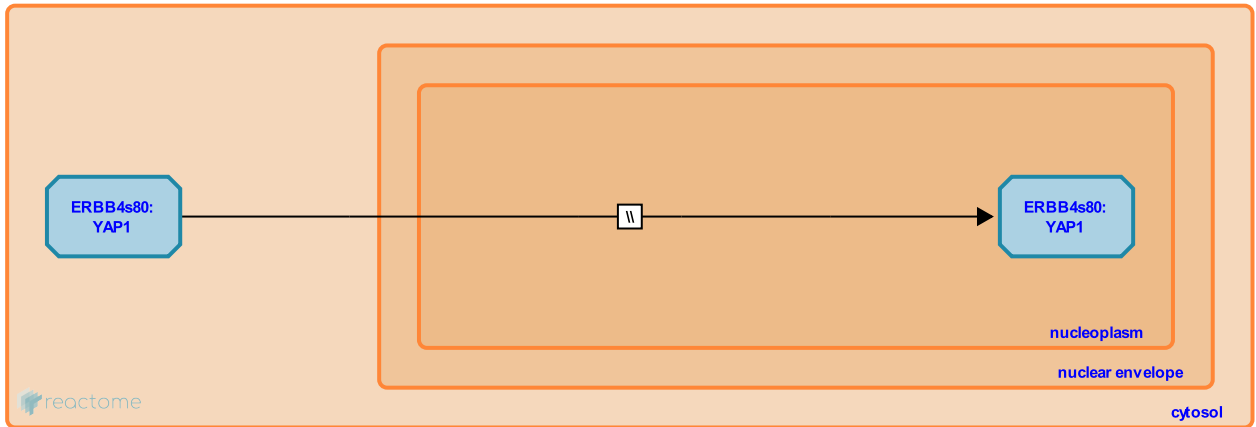 ERBB4s80:
YAP1
\\
ERBB4s80:
YAP1
nucleoplasm
nuclear envelope
reactome
cytosol